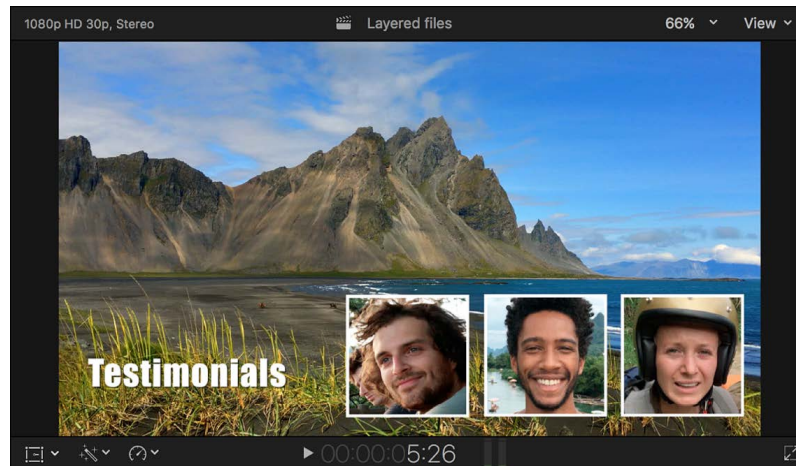 1080p HD 30p, Stereo
Layered files
66%
View
Testimonials
00:00:05:26